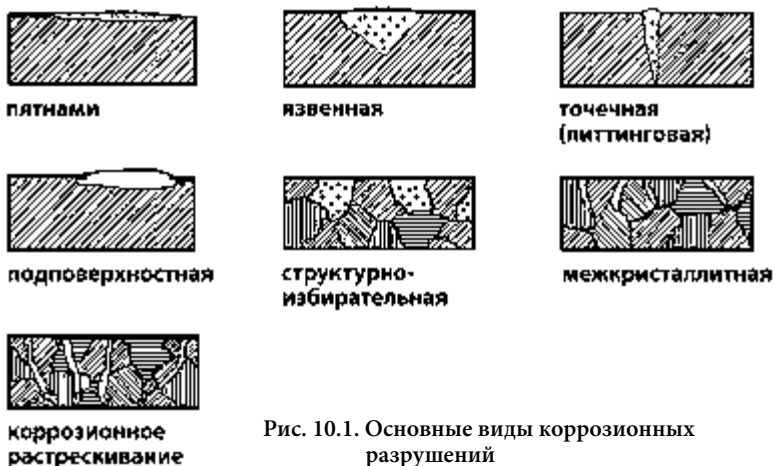 пятнами
язвенная
точечная
(питтинговая)
подповерхностная
структурно-
избирательная
межкристаллитная
коррозионное
растрескивание
Рис. 10.1. Основные виды коррозионных
разрушений